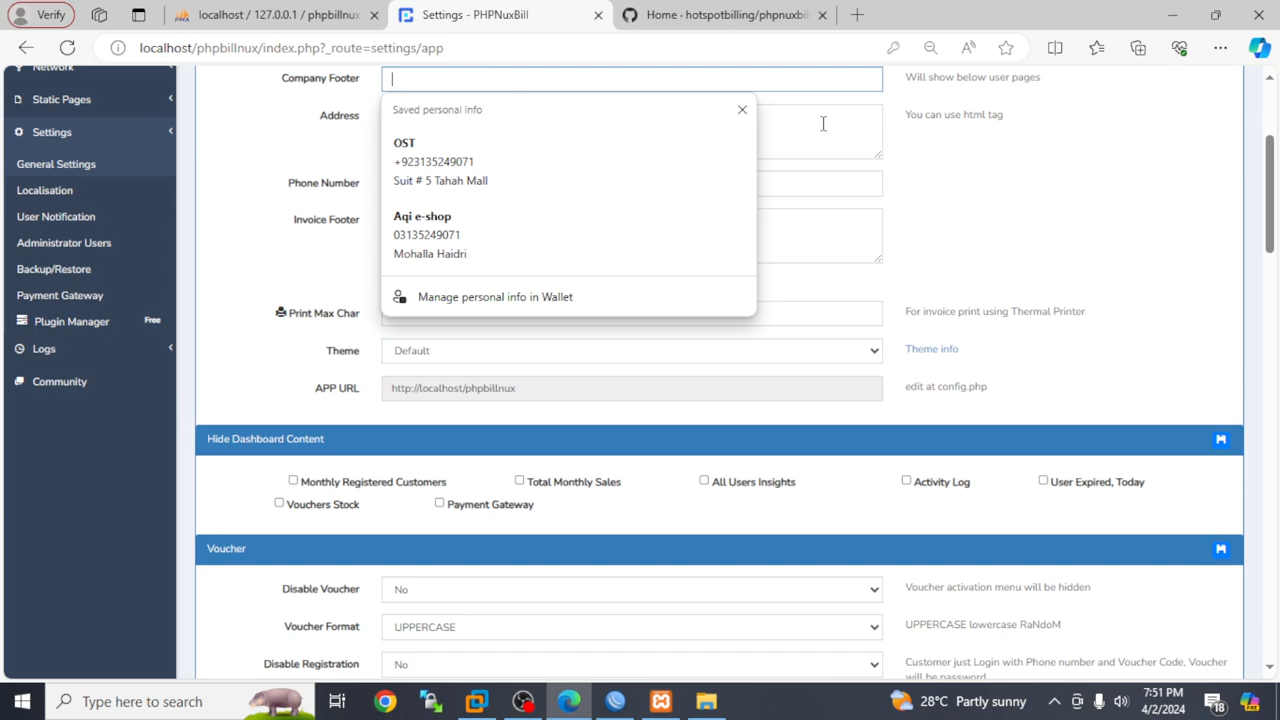 Verify
localhost / 127.0.0.1 / phpbillnux
Settings - PHPNuxBill
Home · hotspotbilling/phpnuxbil
localhost/phpbillnux/index.php?_route=settings/app
Network
Static Pages
Settings
General Settings
Localisation
User Notification
Administrator Users
Backup/Restore
Payment Gateway
Plugin Manager Free
Logs
Community
Company Footer
Will show below user pages
Saved personal info
OST
+923135249071
Suit # 5 Tahah Mall
Aqi e-shop
03135249071
Mohalla Haidri
Manage personal info in Wallet
Address
You can use html tag
Phone Number
Invoice Footer
Print Max Char
For invoice print using Thermal Printer
Theme Default Theme info
APP URL http://localhost/phpbillnux edit at config.php
Hide Dashboard Content
Monthly Registered Customers Total Monthly Sales All Users Insights Activity Log User Expired, Today
Vouchers Stock Payment Gateway
Voucher
Disable Voucher No Voucher activation menu will be hidden
Voucher Format UPPERCASE UPPERCASE lowercase RaNdoM
Disable Registration No Customer just Login with Phone number and Voucher Code, Voucher
will be password
Type here to search
28°C Partly sunny
7:51 PM
4/2/2024
18